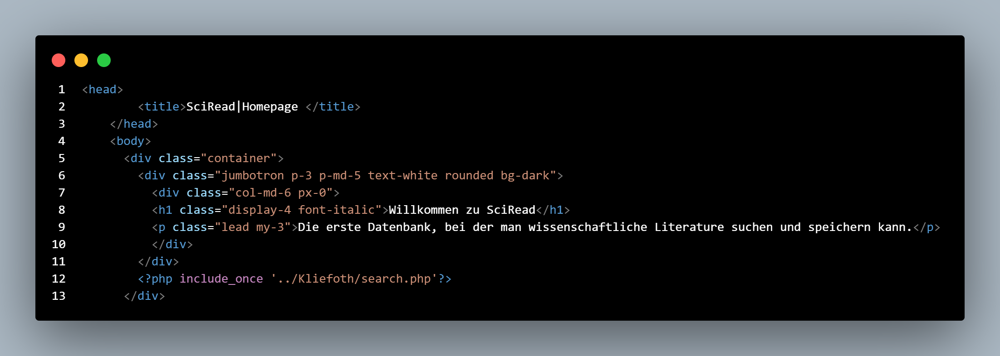 1 <head>
2 <title>SciRead|Homepage </title>
3 </head>
4 <body>
5 <div class="container">
6 <div class="jumbotron p-3 p-md-5 text-white rounded bg-dark">
7 <div class="col-md-6 px-0">
8 <h1 class="display-4 font-italic">Willkommen zu SciRead</h1>
9 <p class="lead my-3">Die erste Datenbank, bei der man wissenschaftliche Literature suchen und speichern kann.</p>
10 </div>
11 </div>
12 <?php include_once '../Kliefoth/search.php'?>
13 </div>